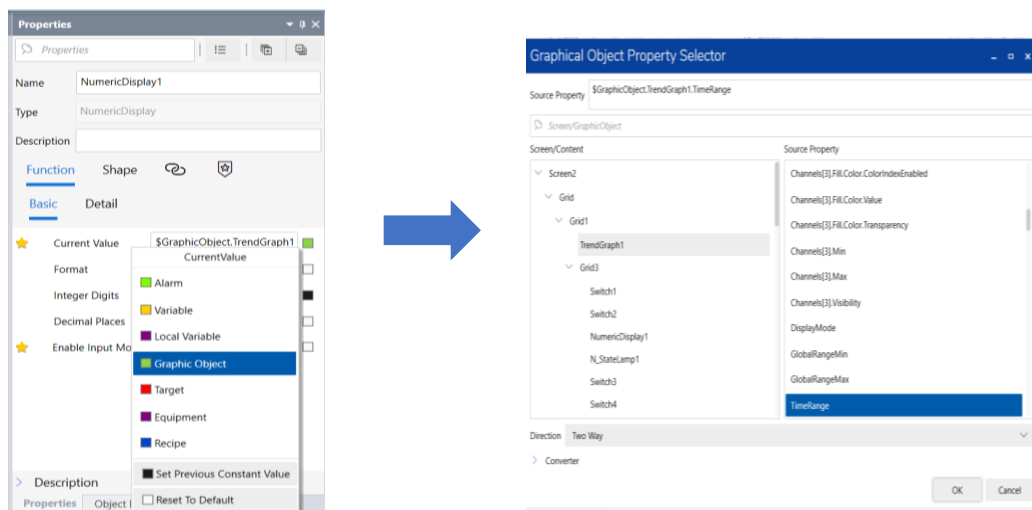 Properties
Properties
Name NumericDisplay1
Type NumericDisplay
Description
Function Shape
Basic Detail
Current Value $GraphicObject.TrendGraph1
Format
Integer Digits
Decimal Places
Enable Input Mo
CurrentValue
Alarm
Variable
Local Variable
Graphic Object
Target
Equipment
Recipe
Set Previous Constant Value
Reset To Default
Description
Properties Object
Graphical Object Property Selector
Source Property $GraphicObject.TrendGraph1.TimeRange
Screen/GraphicObject
Screen/Content
Screen2
Grid
Grid1
TrendGraph1
Grid3
Switch1
Switch2
NumericDisplay1
N_StateLamp1
Switch3
Switch4
Source Property
Channels[3].Fill.Color.ColorIndexEnabled
Channels[3].Fill.Color.Value
Channels[3].Fill.Color.Transparency
Channels[3].Min
Channels[3].Max
Channels[3].Visibility
DisplayMode
GlobalRangeMin
GlobalRangeMax
TimeRange
Direction Two Way
Converter
OK Cancel